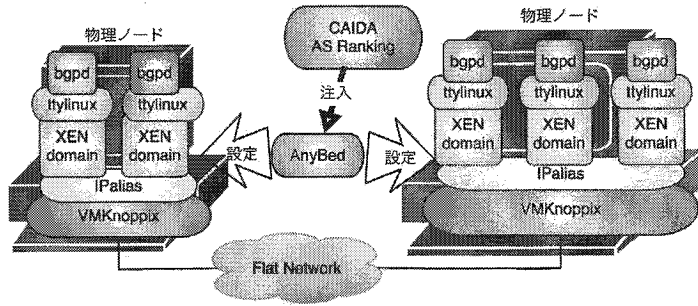 物理ノード
bgpd
bgpd
ttylinux
ttylinux
XEN
domain
XEN
domain
IPalias
VMKnoppix
CAIDA
AS Ranking
注入
設定
AnyBed
設定
物理ノード
bgpd
bgpd
bgpd
ttylinux
ttylinux
ttylinux
XEN
domain
XEN
domain
XEN
domain
IPalias
VMKnoppix
Flat Network